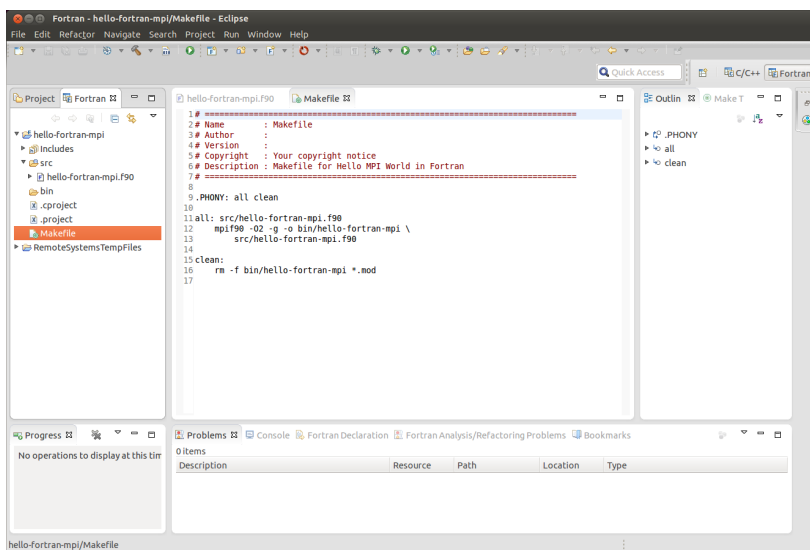 Fortran - hello-fortran-mpi/Makefile - Eclipse
File Edit Refactor Navigate Search Project Run Window Help
Quick Access
C/C++
Fortran
Project
Fortran
hello-fortran-mpi
Includes
src
hello-fortran-mpi.f90
bin
.cproject
.project
Makefile
RemoteSystemsTempFiles
hello-fortran-mpi.f90
Makefile
1 # =============================================================================
2 # Name        : Makefile
3 # Author      :
4 # Version     :
5 # Copyright   : Your copyright notice
6 # Description : Makefile for Hello MPI World in Fortran
7 # =============================================================================
8
9 .PHONY: all clean
10
11 all: src/hello-fortran-mpi.f90
12     mpif90 -O2 -g -o bin/hello-fortran-mpi \
13         src/hello-fortran-mpi.f90
14
15 clean:
16     rm -f bin/hello-fortran-mpi *.mod
17
Outlin
Make T
.PHONY
all
clean
Progress
No operations to display at this tim
Problems
Console
Fortran Declaration
Fortran Analysis/Refactoring Problems
Bookmarks
0 items
Description Resource Path Location Type
hello-fortran-mpi/Makefile